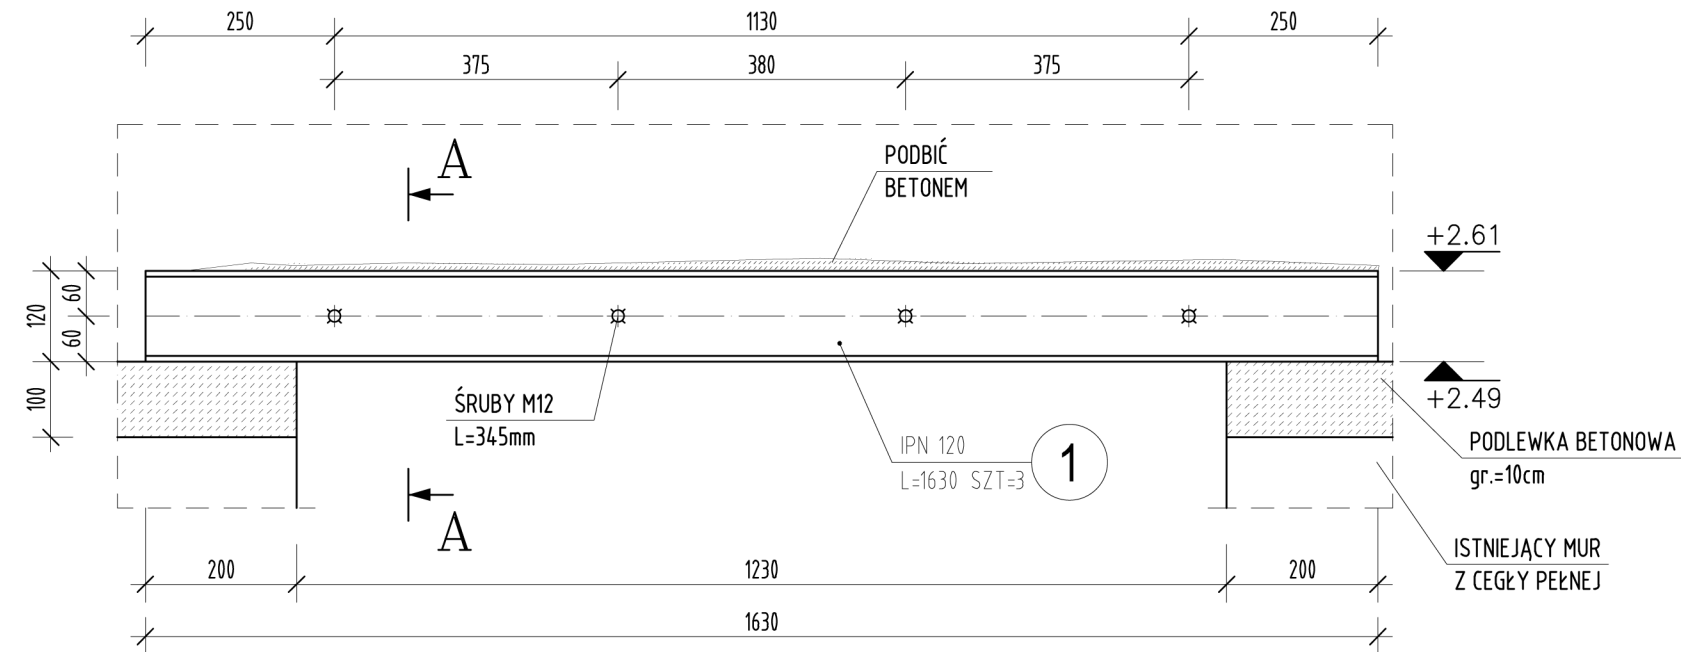 250
1130
250
375
380
375
A
PODBIĆ
BETONEM
+2.61
120
60
60
100
ŚRUBY M12
L=345mm
IPN 120
L=1630 SZT=3
1
+2.49
PODLEWKA BETONOWA
gr.=10cm
A
ISTNIEJĄCY MUR
Z CEGŁY PEŁNEJ
200
1230
200
1630